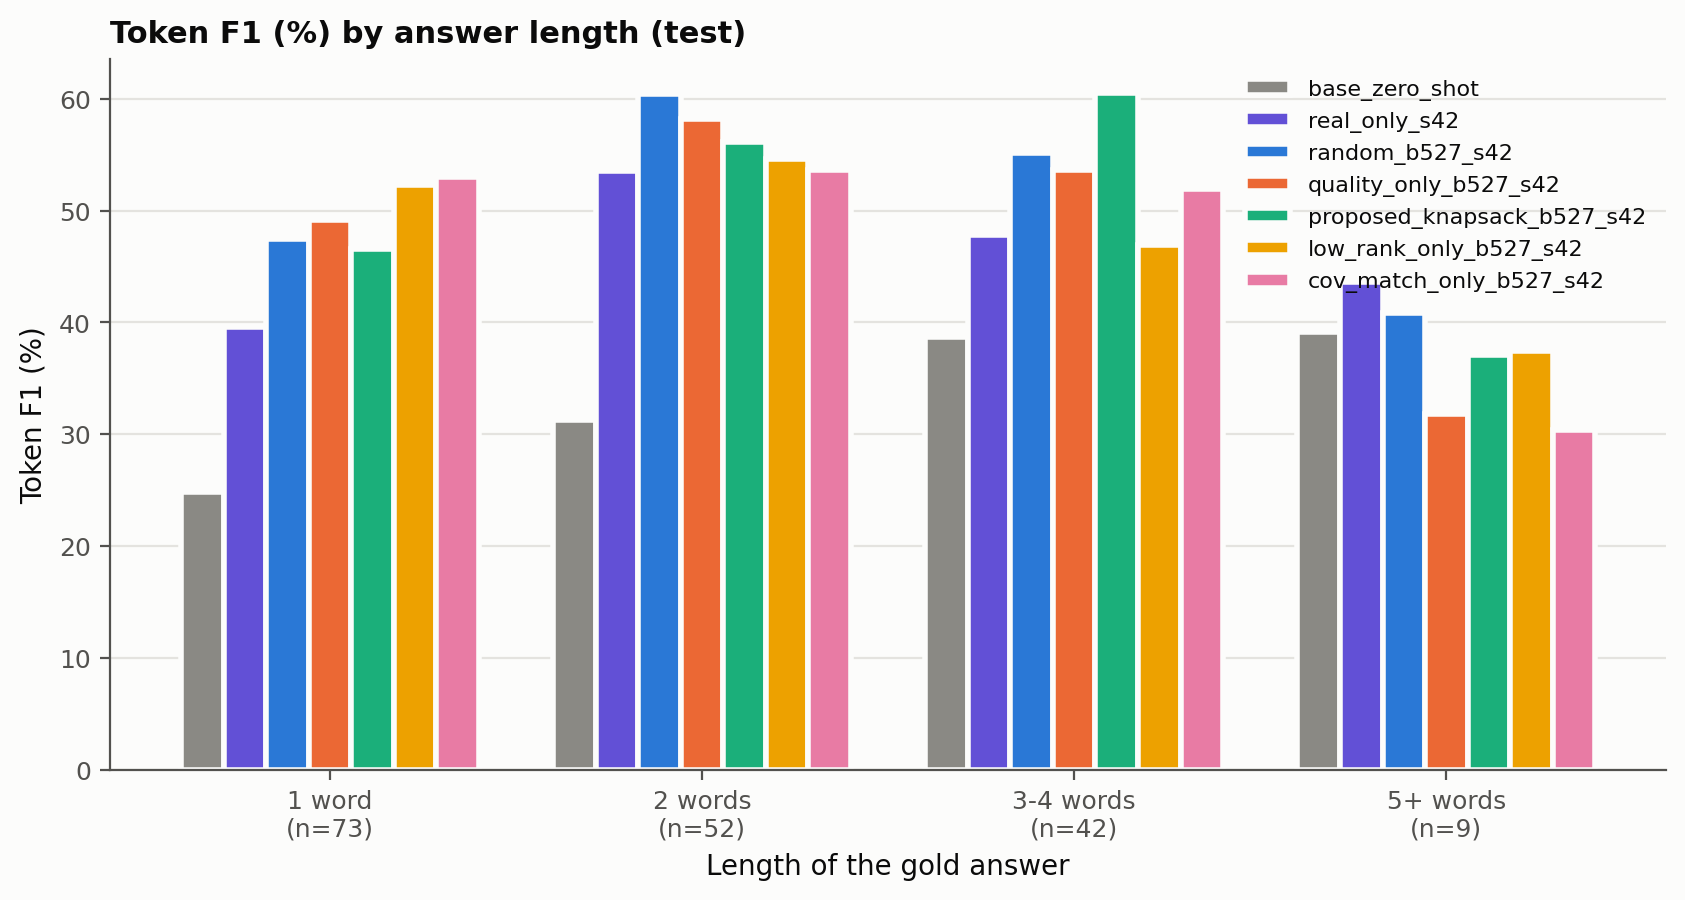 Token F1 (%) by answer length (test)
base_zero_shot
real_only_s42
random_b527_s42
quality_only_b527_s42
proposed_knapsack_b527_s42
low_rank_only_b527_s42
cov_match_only_b527_s42
Token F1 (%)
60
50
40
30
20
10
0
1 word
(n=73)
2 words
(n=52)
3-4 words
(n=42)
5+ words
(n=9)
Length of the gold answer